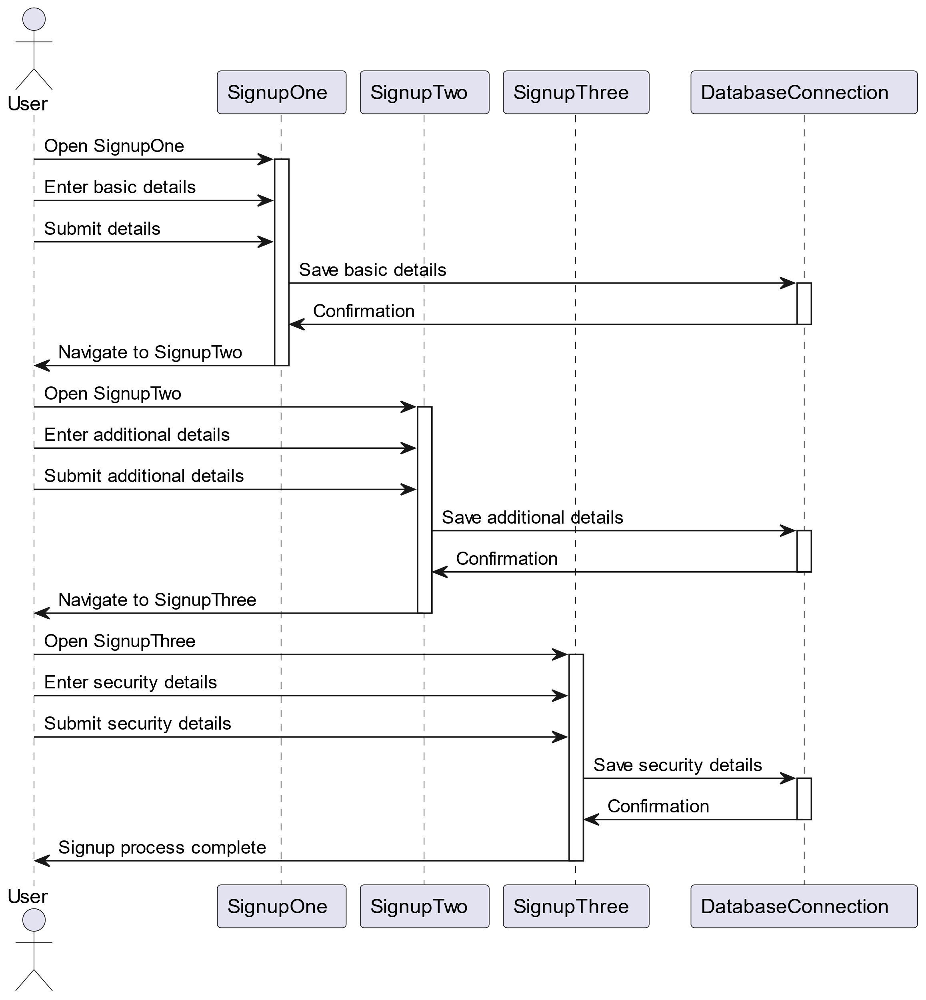 User
SignupOne
SignupTwo
SignupThree
DatabaseConnection
Open SignupOne
Enter basic details
Submit details
Save basic details
Confirmation
Navigate to SignupTwo
Open SignupTwo
Enter additional details
Submit additional details
Save additional details
Confirmation
Navigate to SignupThree
Open SignupThree
Enter security details
Submit security details
Save security details
Confirmation
Signup process complete
User
SignupOne
SignupTwo
SignupThree
DatabaseConnection